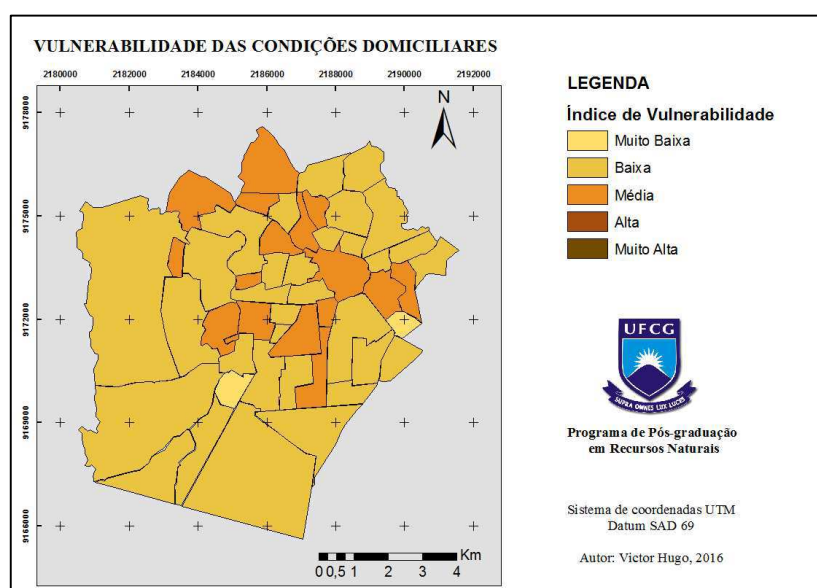 VULNERABILIDADE DAS CONDIÇÕES DOMICILIARES
2180000 2182000 2184000 2186000 2188000 2190000 2192000
9178000
9175000
9172000
9169000
9166000
N
Km
0 0,5 1 2 3 4
LEGENDA
Índice de Vulnerabilidade
Muito Baixa
Baixa
Média
Alta
Muito Alta
UFCG
SUPRA OMNES LUX LUCES
Programa de Pós-graduação
em Recursos Naturais
Sistema de coordenadas UTM
Datum SAD 69
Autor: Victor Hugo, 2016